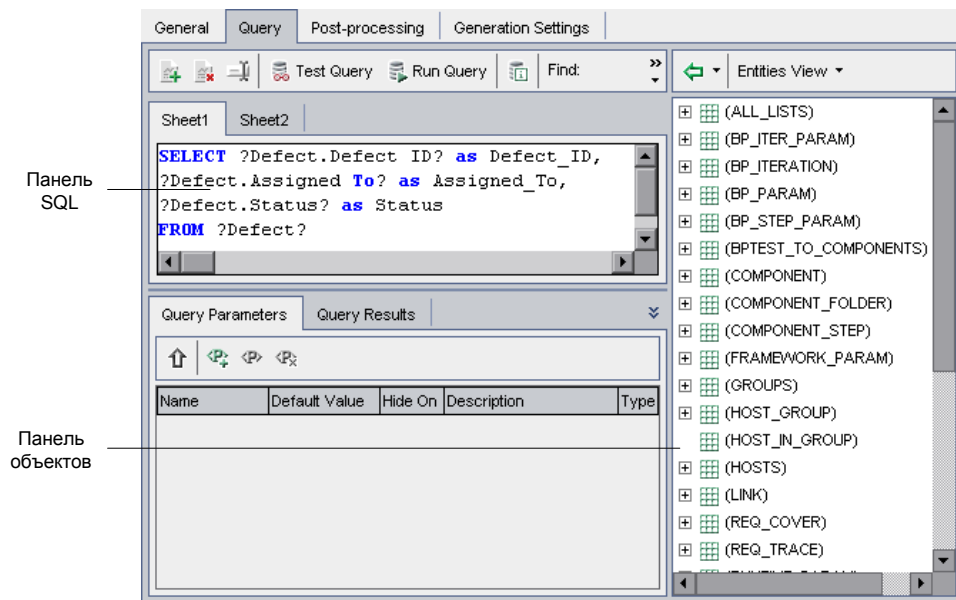 General Query Post-processing Generation Settings
Test Query Run Query Find: »
Entities View
Sheet1 Sheet2
SELECT ?Defect.Defect ID? as Defect_ID,
?Defect.Assigned To? as Assigned_To,
?Defect.Status? as Status
FROM ?Defect?
Панель
SQL
Query Parameters Query Results
Name Default Value Hide On Description Type
Панель
объектов
(ALL_LISTS)
(BP_ITER_PARAM)
(BP_ITERATION)
(BP_PARAM)
(BP_STEP_PARAM)
(BPTEST_TO_COMPONENTS)
(COMPONENT)
(COMPONENT_FOLDER)
(COMPONENT_STEP)
(FRAMEWORK_PARAM)
(GROUPS)
(HOST_GROUP)
(HOST_IN_GROUP)
(HOSTS)
(LINK)
(REQ_COVER)
(REQ_TRACE)